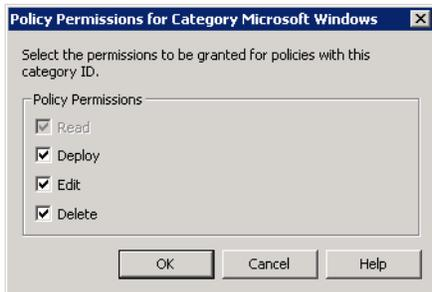 Policy Permissions for Category Microsoft Windows
Select the permissions to be granted for policies with this
category ID.
Policy Permissions
Read
Deploy
Edit
Delete
OK Cancel Help